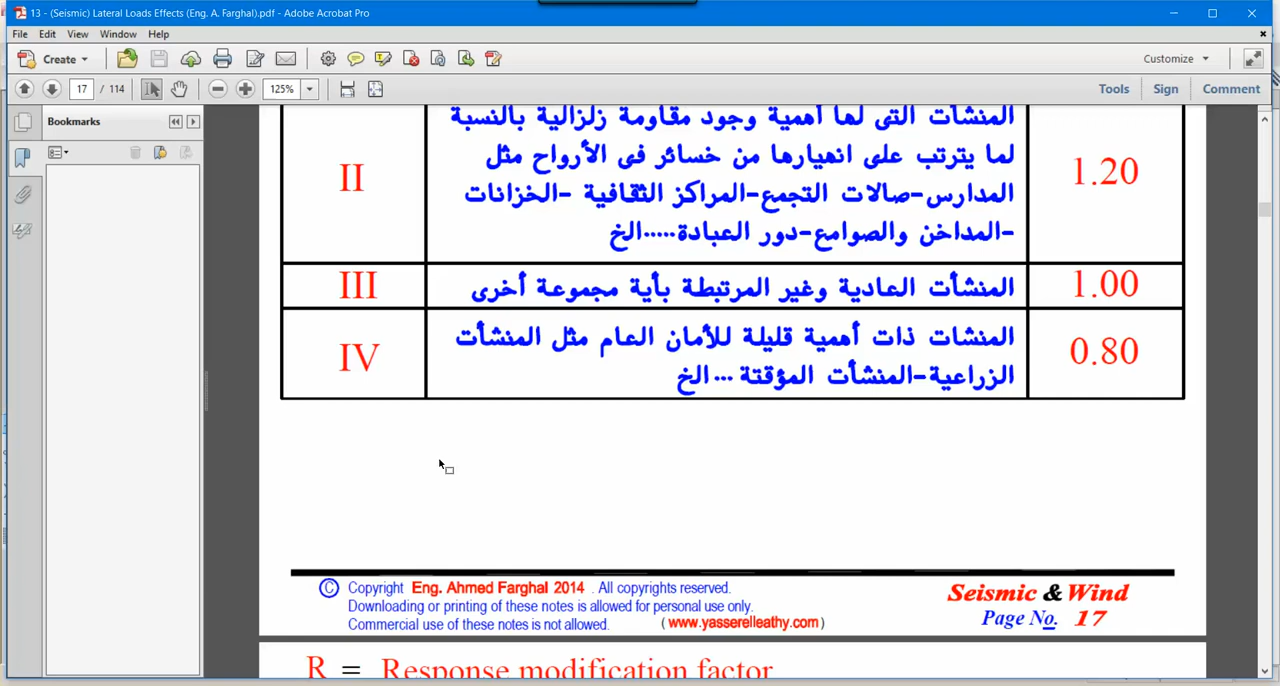 13 - (Seismic) Lateral Loads Effects (Eng. A. Farghal).pdf - Adobe Acrobat Pro
File Edit View Window Help
Create
Customize
17 / 114
125%
Tools Sign Comment
Bookmarks
المنشأت التى لها أهمية وجود مقاومة زلزالية بالنسبة
لما يترتب على انهيارها من خسائر فى الأرواح مثل
المدارس-صالات التجمع-المراكز الثقافية -الخزانات
-المداخن والصوامع-دور العبادة.....الخ
II
1.20
المنشأت العادية وغير المرتبطة بأية مجموعة أخرى
III
1.00
المنشات ذات أهمية قليلة للأمان العام مثل المنشأت
الزراعية-المنشأت المؤقتة ...الخ
IV
0.80
© Copyright Eng. Ahmed Farghal 2014 . All copyrights reserved.
Downloading or printing of these notes is allowed for personal use only.
Commercial use of these notes is not allowed. (www.yasserelleathy.com)
Seismic & Wind
Page No. 17
R = Response modification factor